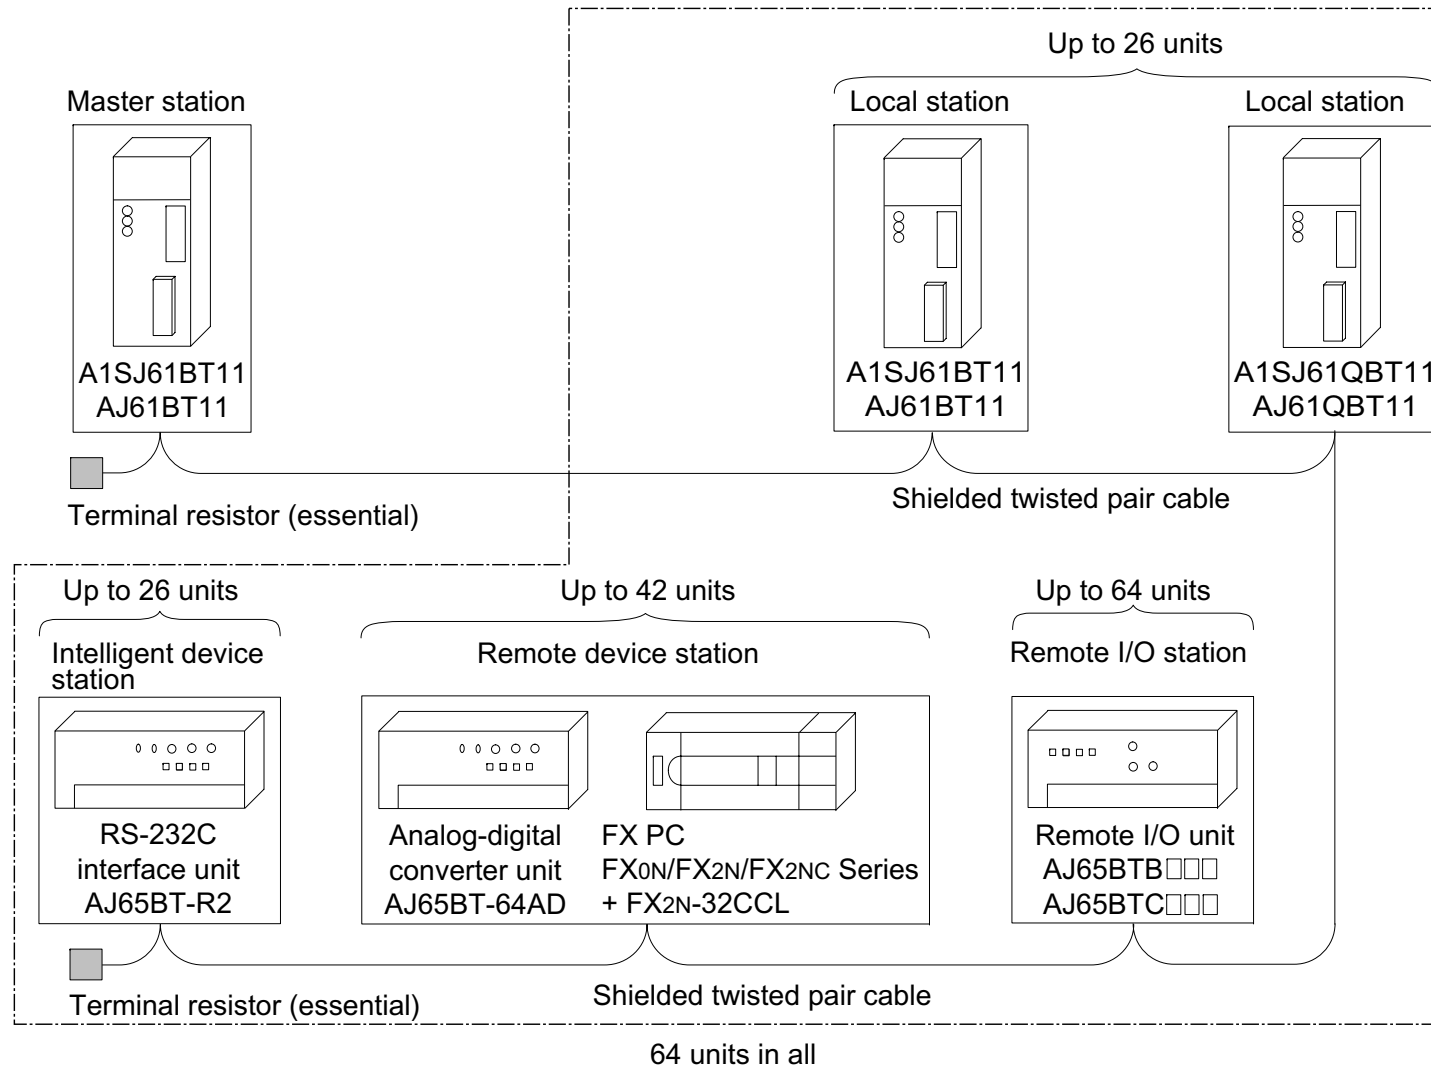 Up to 26 units
Master station
Local station
Local station
A1SJ61BT11
AJ61BT11
A1SJ61BT11
AJ61BT11
A1SJ61QBT11
AJ61QBT11
Terminal resistor (essential)
Shielded twisted pair cable
Up to 26 units
Up to 42 units
Up to 64 units
Intelligent device
station
Remote device station
Remote I/O station
RS-232C
interface unit
AJ65BT-R2
Analog-digital
converter unit
AJ65BT-64AD
FX PC
FX0N/FX2N/FX2NC Series
+ FX2N-32CCL
Remote I/O unit
AJ65BTB□□□
AJ65BTC□□□
Terminal resistor (essential)
Shielded twisted pair cable
64 units in all